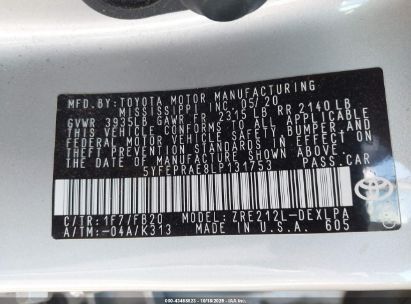 MFD.BY:TOYOTA MOTOR MANUFACTURING
MISSISSIPPI INC. 05/20
GVWR 3935LB GAWR FR 2315 LB RR 2140LB
THIS VEHICLE CONFORMS TO ALL APPLICABLE
FEDERAL MOTOR VEHICLE SAFETY, BUMPER AND
THEFT PREVENTION STANDARDS IN EFFECT ON
THE DATE OF MANUFACTURE SHOWN ABOVE.
5YFEPRAE8LP131753 PASS.CAR
C/TR:1F7/FB20 MODEL:ZRE212L-DEXLPA
A/TM:-04A/K313 MADE IN U.S.A. 605
TOYOTA